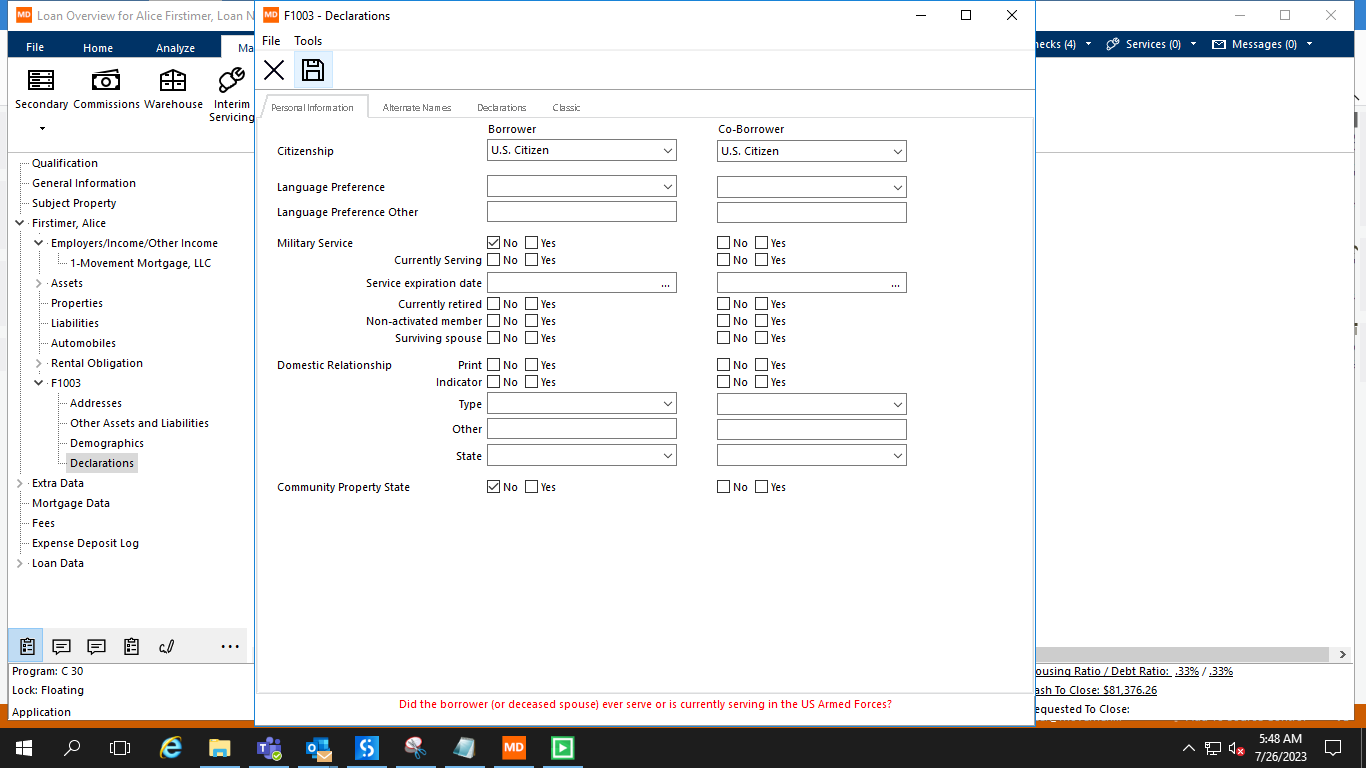 MD Loan Overview for Alice Firstimer, Loan N
MD F1003 - Declarations
File Tools
File Home Analyze Ma
Secondary Commissions Warehouse Interim Servicing
Services (0) Messages (0)
Personal Information Alternate Names Declarations Classic
Borrower Co-Borrower
Citizenship U.S. Citizen U.S. Citizen
Language Preference
Language Preference Other
Military Service No Yes No Yes
Currently Serving No Yes No Yes
Service expiration date ... ...
Currently retired No Yes No Yes
Non-activated member No Yes No Yes
Surviving spouse No Yes No Yes
Domestic Relationship Print No Yes No Yes
Indicator No Yes No Yes
Type
Other
State
Community Property State No Yes No Yes
Qualification
General Information
Subject Property
Firstimer, Alice
Employers/Income/Other Income
1-Movement Mortgage, LLC
Assets
Properties
Liabilities
Automobiles
Rental Obligation
F1003
Addresses
Other Assets and Liabilities
Demographics
Declarations
Extra Data
Mortgage Data
Fees
Expense Deposit Log
Loan Data
Program: C 30
Lock: Floating
Application
Did the borrower (or deceased spouse) ever serve or is currently serving in the US Armed Forces?
ousing Ratio / Debt Ratio: .33% / .33%
ash To Close: $81,376.26
equested To Close:
MD
5:48 AM
7/26/2023